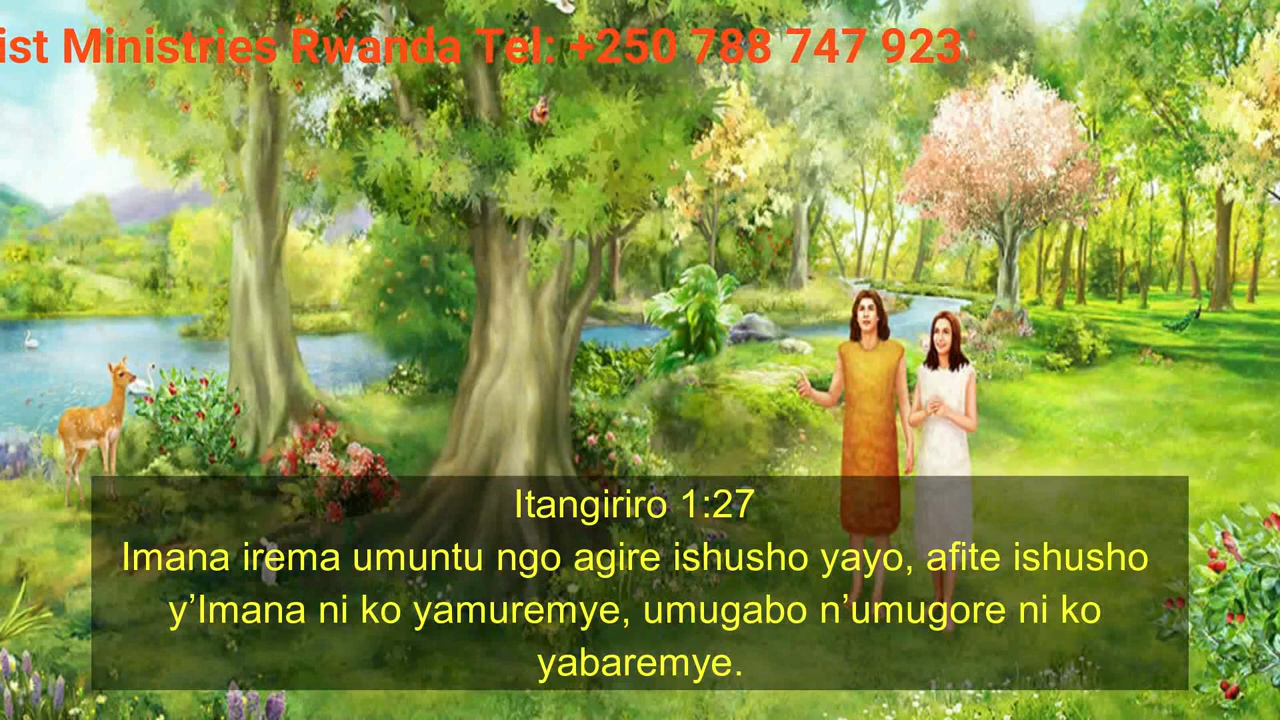 Ministries Rwanda Tel: +250 788 747 923
Itangiriro 1:27
Imana irema umuntu ngo agire ishusho yayo, afite ishusho
y’Imana ni ko yamuremye, umugabo n’umugore ni ko
yabaremye.